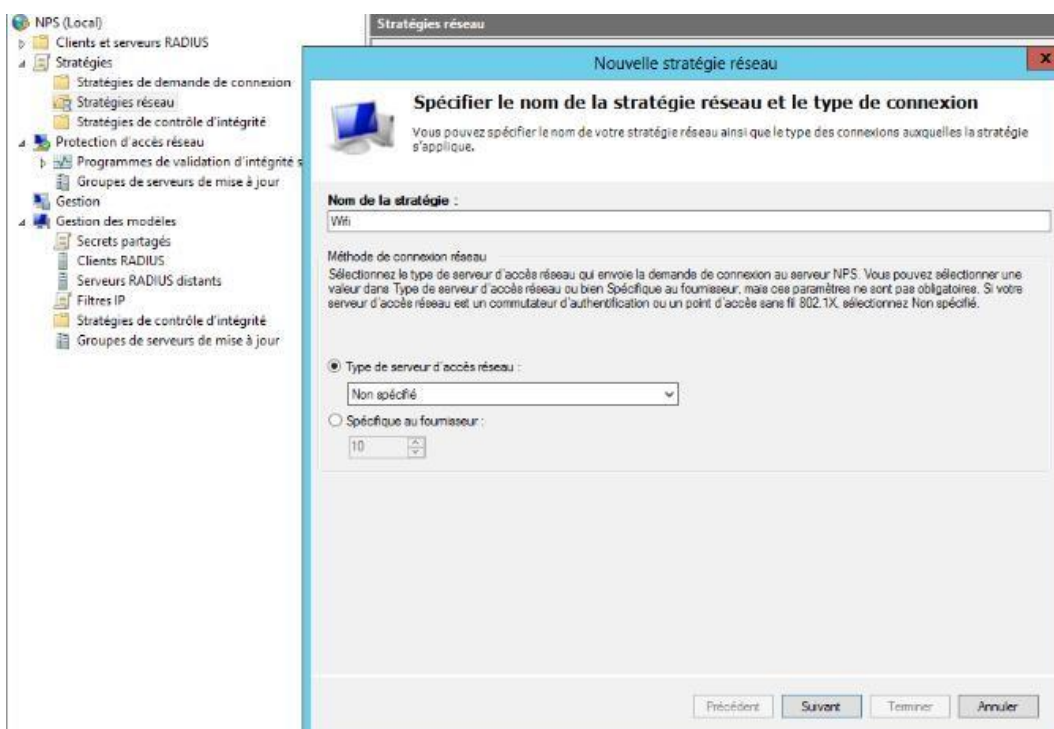 NPS (Local)
Clients et serveurs RADIUS
Stratégies
Stratégies de demande de connexion
Stratégies réseau
Stratégies de contrôle d'intégrité
Protection d'accès réseau
Programmes de validation d'intégrité s
Groupes de serveurs de mise à jour
Gestion
Gestion des modèles
Secrets partagés
Clients RADIUS
Serveurs RADIUS distants
Filtres IP
Stratégies de contrôle d'intégrité
Groupes de serveurs de mise à jour
Stratégies réseau
Nouvelle stratégie réseau
X
Spécifier le nom de la stratégie réseau et le type de connexion
Vous pouvez spécifier le nom de votre stratégie réseau ainsi que le type des connexions auxquelles la stratégie
s'applique.
Nom de la stratégie :
Wifi
Méthode de connexion réseau
Sélectionnez le type de serveur d'accès réseau qui envoie la demande de connexion au serveur NPS. Vous pouvez sélectionner une
valeur dans Type de serveur d'accès réseau ou bien Spécifique au fournisseur, mais ces paramètres ne sont pas obligatoires. Si votre
serveur d'accès réseau est un commutateur d'authentification ou un point d'accès sans fil 802.1X, sélectionnez Non spécifié.
Type de serveur d'accès réseau :
Non spécifié
Spécifique au fournisseur :
10
Précédent Suivant Terminer Annuler